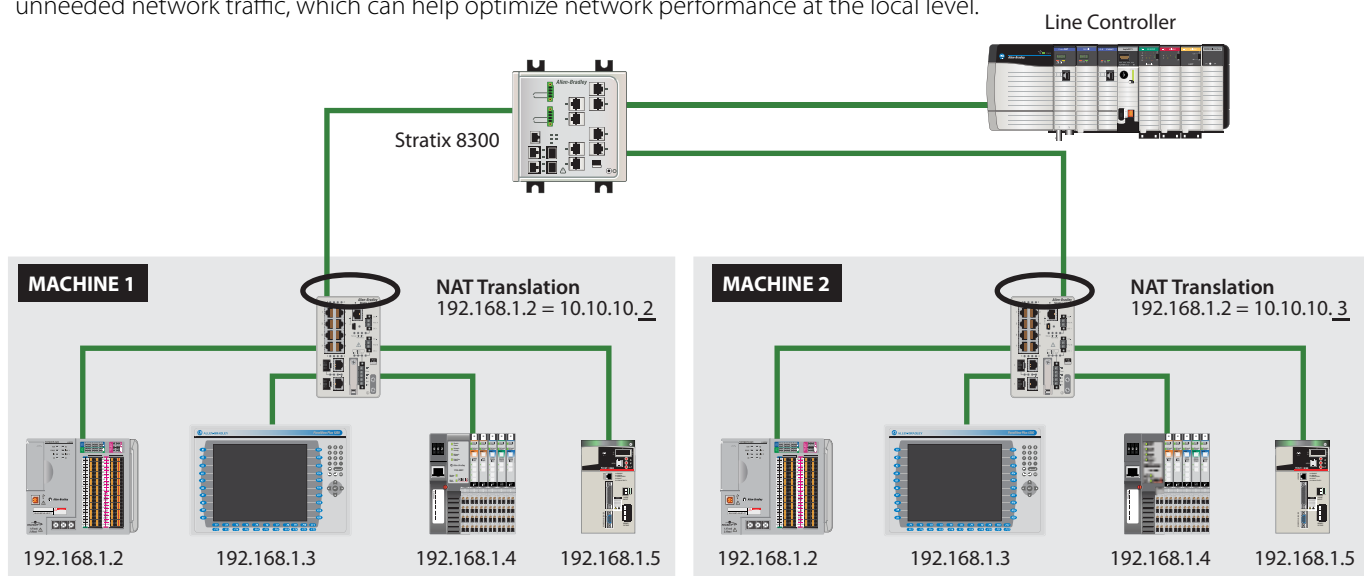 unneeded network traffic, which can help optimize network performance at the local level.
Line Controller
Allen-Bradley
Stratix 8300
MACHINE 1
NAT Translation
192.168.1.2 = 10.10.10. 2
MACHINE 2
NAT Translation
192.168.1.2 = 10.10.10. 3
192.168.1.2
192.168.1.3
192.168.1.4
192.168.1.5
192.168.1.2
192.168.1.3
192.168.1.4
192.168.1.5